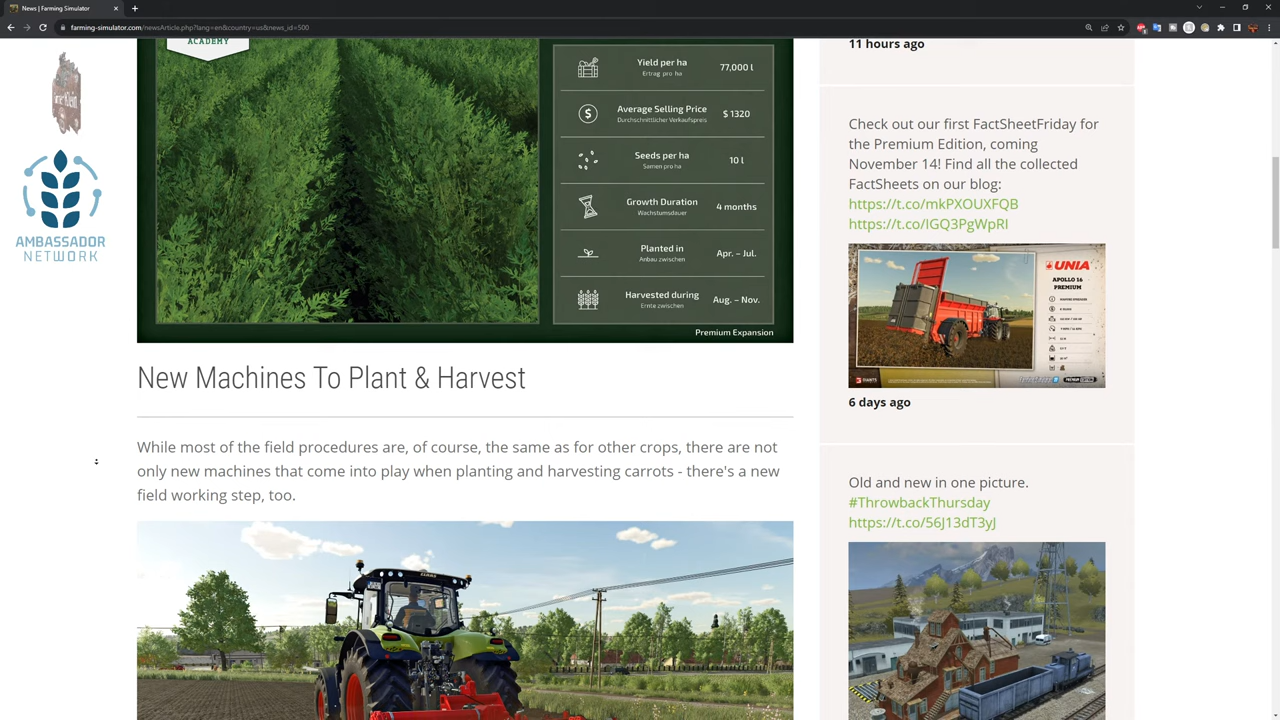 News | Farming Simulator
farming-simulator.com/newsArticle.php?lang=en&country=us&news_id=500
ACADEMY
Yield per ha
Ertrag pro ha
77,000 l
Average Selling Price
Durchschnittlicher Verkaufspreis
$ 1320
Seeds per ha
Samen pro ha
10 l
Growth Duration
Wachstumsdauer
4 months
Planted in
Anbau zwischen
Apr. – Jul.
Harvested during
Ernte zwischen
Aug. – Nov.
Premium Expansion
AMBASSADOR
NETWORK
New Machines To Plant & Harvest
While most of the field procedures are, of course, the same as for other crops, there are not
only new machines that come into play when planting and harvesting carrots - there's a new
field working step, too.
CLAAS
11 hours ago
Check out our first FactSheetFriday for
the Premium Edition, coming
November 14! Find all the collected
FactSheets on our blog:
https://t.co/mkPXOUXFQB
https://t.co/IGQ3PgWpRI
UNIA
APOLLO 16
PREMIUM
6 days ago
Old and new in one picture.
#ThrowbackThursday
https://t.co/56J13dT3yJ